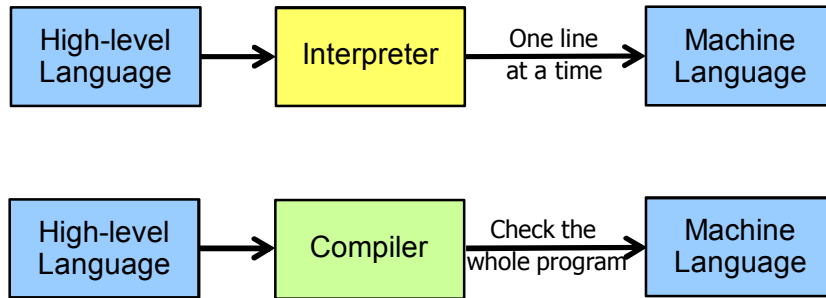 High-level
Language
Interpreter
One line
at a time
Machine
Language
High-level
Language
Compiler
Check the
whole program
Machine
Language